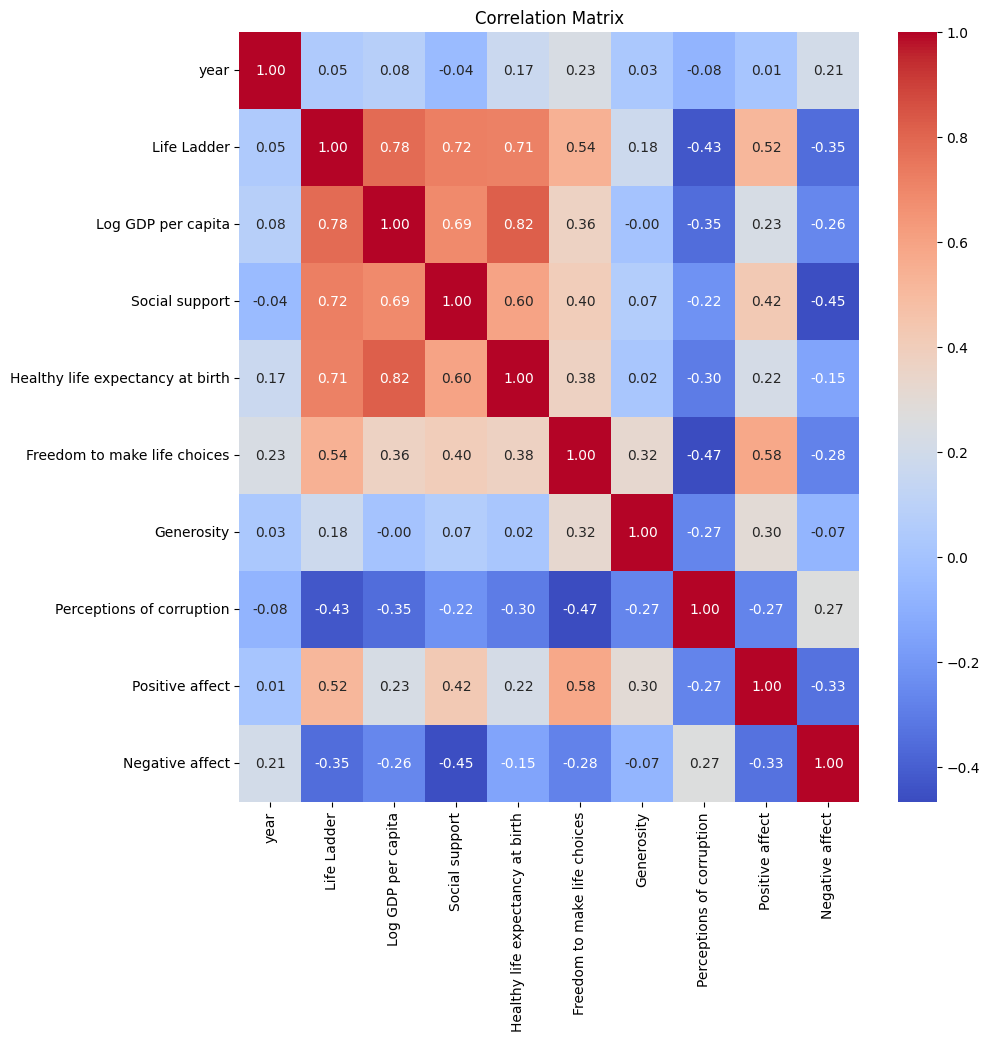 Correlation Matrix
year 1.00 0.05 0.08 -0.04 0.17 0.23 0.03 -0.08 0.01 0.21
Life Ladder 0.05 1.00 0.78 0.72 0.71 0.54 0.18 -0.43 0.52 -0.35
Log GDP per capita 0.08 0.78 1.00 0.69 0.82 0.36 -0.00 -0.35 0.23 -0.26
Social support -0.04 0.72 0.69 1.00 0.60 0.40 0.07 -0.22 0.42 -0.45
Healthy life expectancy at birth 0.17 0.71 0.82 0.60 1.00 0.38 0.02 -0.30 0.22 -0.15
Freedom to make life choices 0.23 0.54 0.36 0.40 0.38 1.00 0.32 -0.47 0.58 -0.28
Generosity 0.03 0.18 -0.00 0.07 0.02 0.32 1.00 -0.27 0.30 -0.07
Perceptions of corruption -0.08 -0.43 -0.35 -0.22 -0.30 -0.47 -0.27 1.00 -0.27 0.27
Positive affect 0.01 0.52 0.23 0.42 0.22 0.58 0.30 -0.27 1.00 -0.33
Negative affect 0.21 -0.35 -0.26 -0.45 -0.15 -0.28 -0.07 0.27 -0.33 1.00
year
Life Ladder
Log GDP per capita
Social support
Healthy life expectancy at birth
Freedom to make life choices
Generosity
Perceptions of corruption
Positive affect
Negative affect
1.0
0.8
0.6
0.4
0.2
0.0
−0.2
−0.4